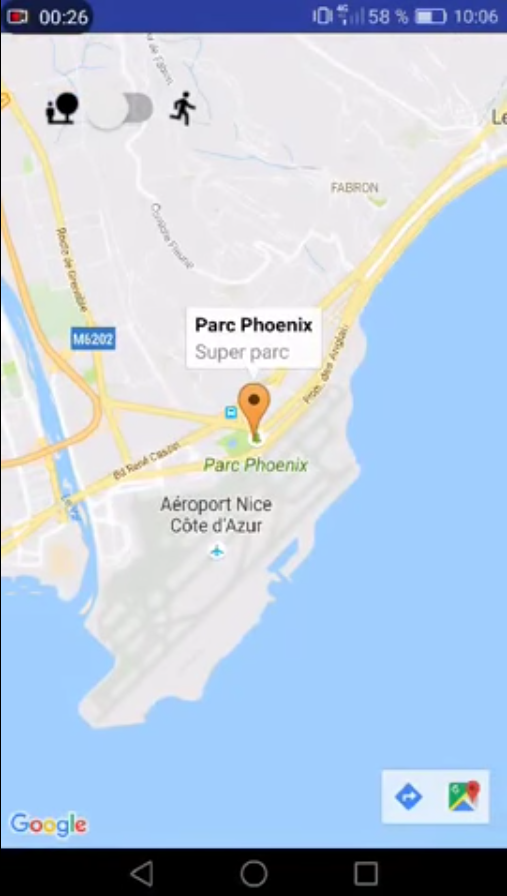 00:26
4G
58 %
10:06
Le
FABRON
Corniche Fleurie
Route de Grenoble
M6202
Parc Phoenix
Super parc
Prom. des Anglais
Bd René Cassin
Parc Phoenix
Aéroport Nice
Côte d'Azur
Google